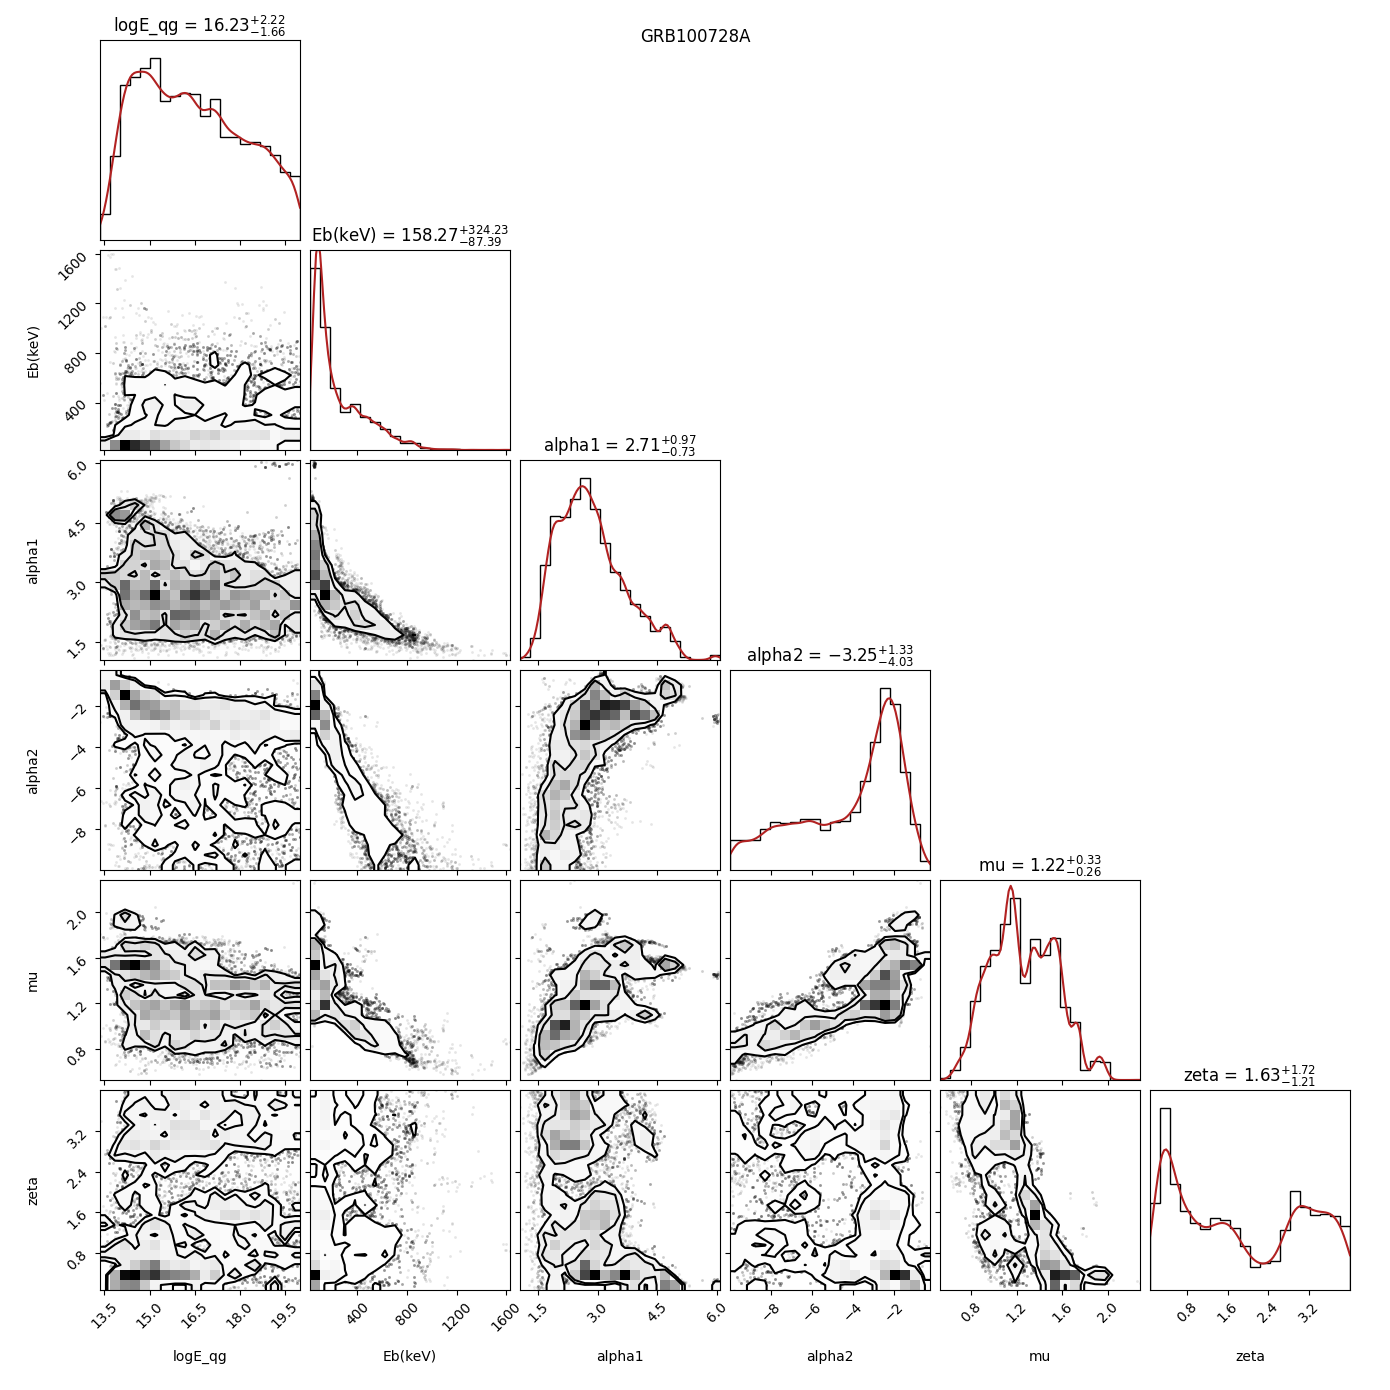 logE_qg = 16.23+2.22−1.66
GRB100728A
Eb(keV) = 158.27+324.23−87.39
1600
1200
800
400
Eb(keV)
alpha1 = 2.71+0.97−0.73
6.0
4.5
3.0
1.5
alpha1
alpha2 = −3.25+1.33−4.03
−2
−4
−6
−8
alpha2
mu = 1.22+0.33−0.26
2.0
1.6
1.2
0.8
mu
zeta = 1.63+1.72−1.21
3.2
2.4
1.6
0.8
zeta
13.5 15.0 16.5 18.0 19.5 400 800 1200 1600 1.5 3.0 4.5 6.0 −8 −6 −4 −2 0.8 1.2 1.6 2.0 0.8 1.6 2.4 3.2
logE_qg Eb(keV) alpha1 alpha2 mu zeta